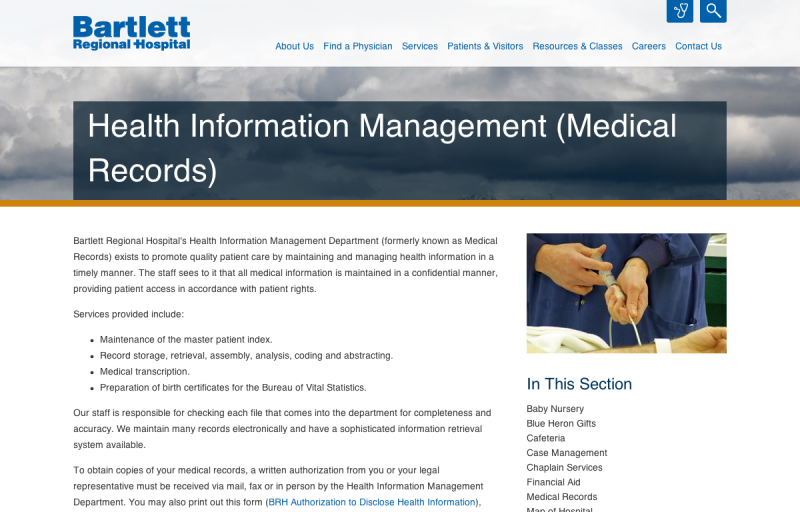 Bartlett
Regional Hospital
About Us Find a Physician Services Patients & Visitors Resources & Classes Careers Contact Us
Health Information Management (Medical
Records)
Bartlett Regional Hospital's Health Information Management Department (formerly known as Medical
Records) exists to promote quality patient care by maintaining and managing health information in a
timely manner. The staff sees to it that all medical information is maintained in a confidential manner,
providing patient access in accordance with patient rights.
Services provided include:
Maintenance of the master patient index.
Record storage, retrieval, assembly, analysis, coding and abstracting.
Medical transcription.
Preparation of birth certificates for the Bureau of Vital Statistics.
Our staff is responsible for checking each file that comes into the department for completeness and
accuracy. We maintain many records electronically and have a sophisticated information retrieval
system available.
To obtain copies of your medical records, a written authorization from you or your legal
representative must be received via mail, fax or in person by the Health Information Management
Department. You may also print out this form (BRH Authorization to Disclose Health Information),
In This Section
Baby Nursery
Blue Heron Gifts
Cafeteria
Case Management
Chaplain Services
Financial Aid
Medical Records
Map of Hospital